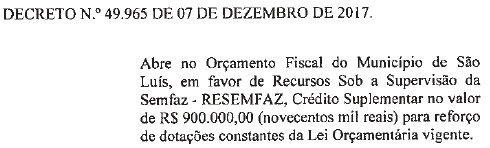 DECRETO N.º 49.965 DE 07 DE DEZEMBRO DE 2017.
Abre no Orçamento Fiscal do Município de São
Luís, em favor de Recursos Sob a Supervisão da
Semfaz - RESEMFAZ, Crédito Suplementar no valor
de R$ 900.000,00 (novecentos mil reais) para reforço
de dotações constantes da Lei Orçamentária vigente.